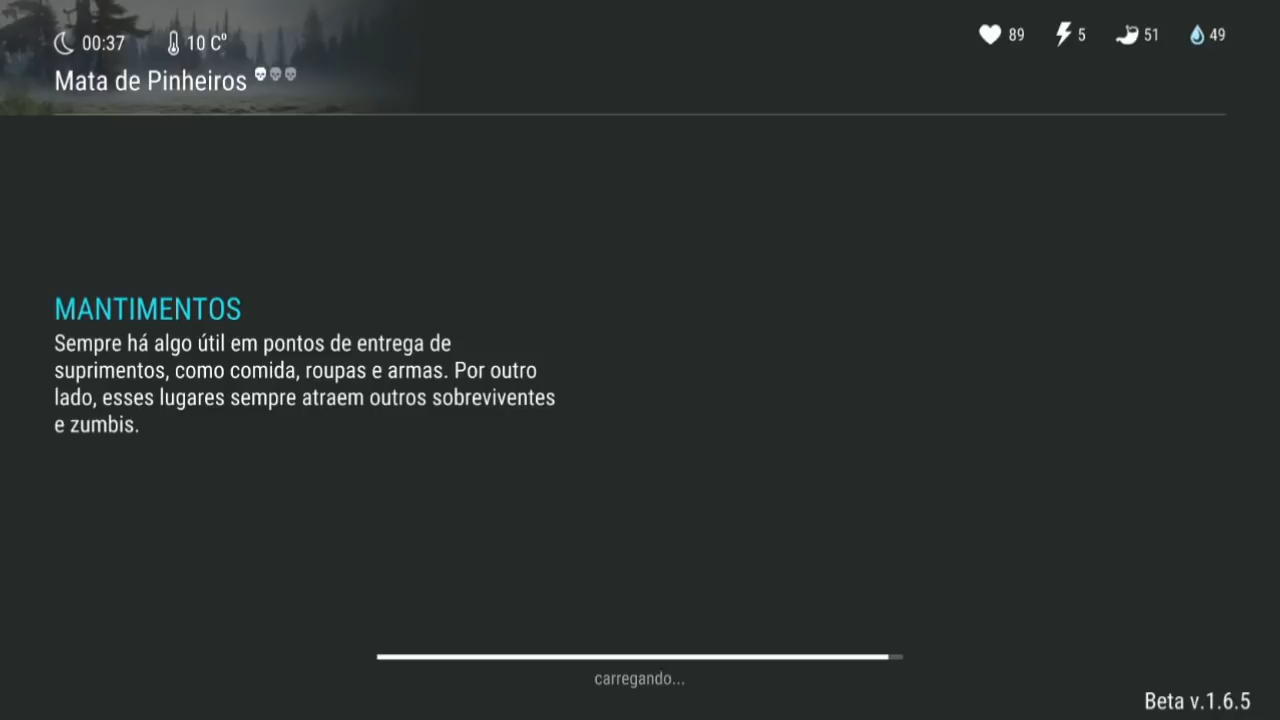 00:37 10 Cº
89 5 51 49
Mata de Pinheiros
MANTIMENTOS
Sempre há algo útil em pontos de entrega de
suprimentos, como comida, roupas e armas. Por outro
lado, esses lugares sempre atraem outros sobreviventes
e zumbis.
carregando...
Beta v.1.6.5